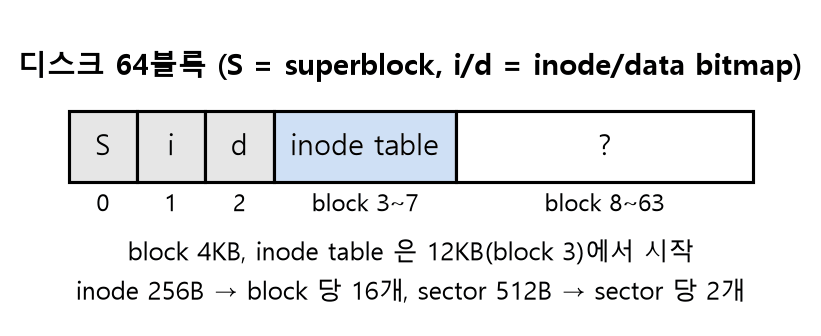 디스크 64블록 (S = superblock, i/d = inode/data bitmap)
S i d inode table ?
0 1 2 block 3~7 block 8~63
block 4KB, inode table 은 12KB(block 3)에서 시작
inode 256B → block 당 16개, sector 512B → sector 당 2개